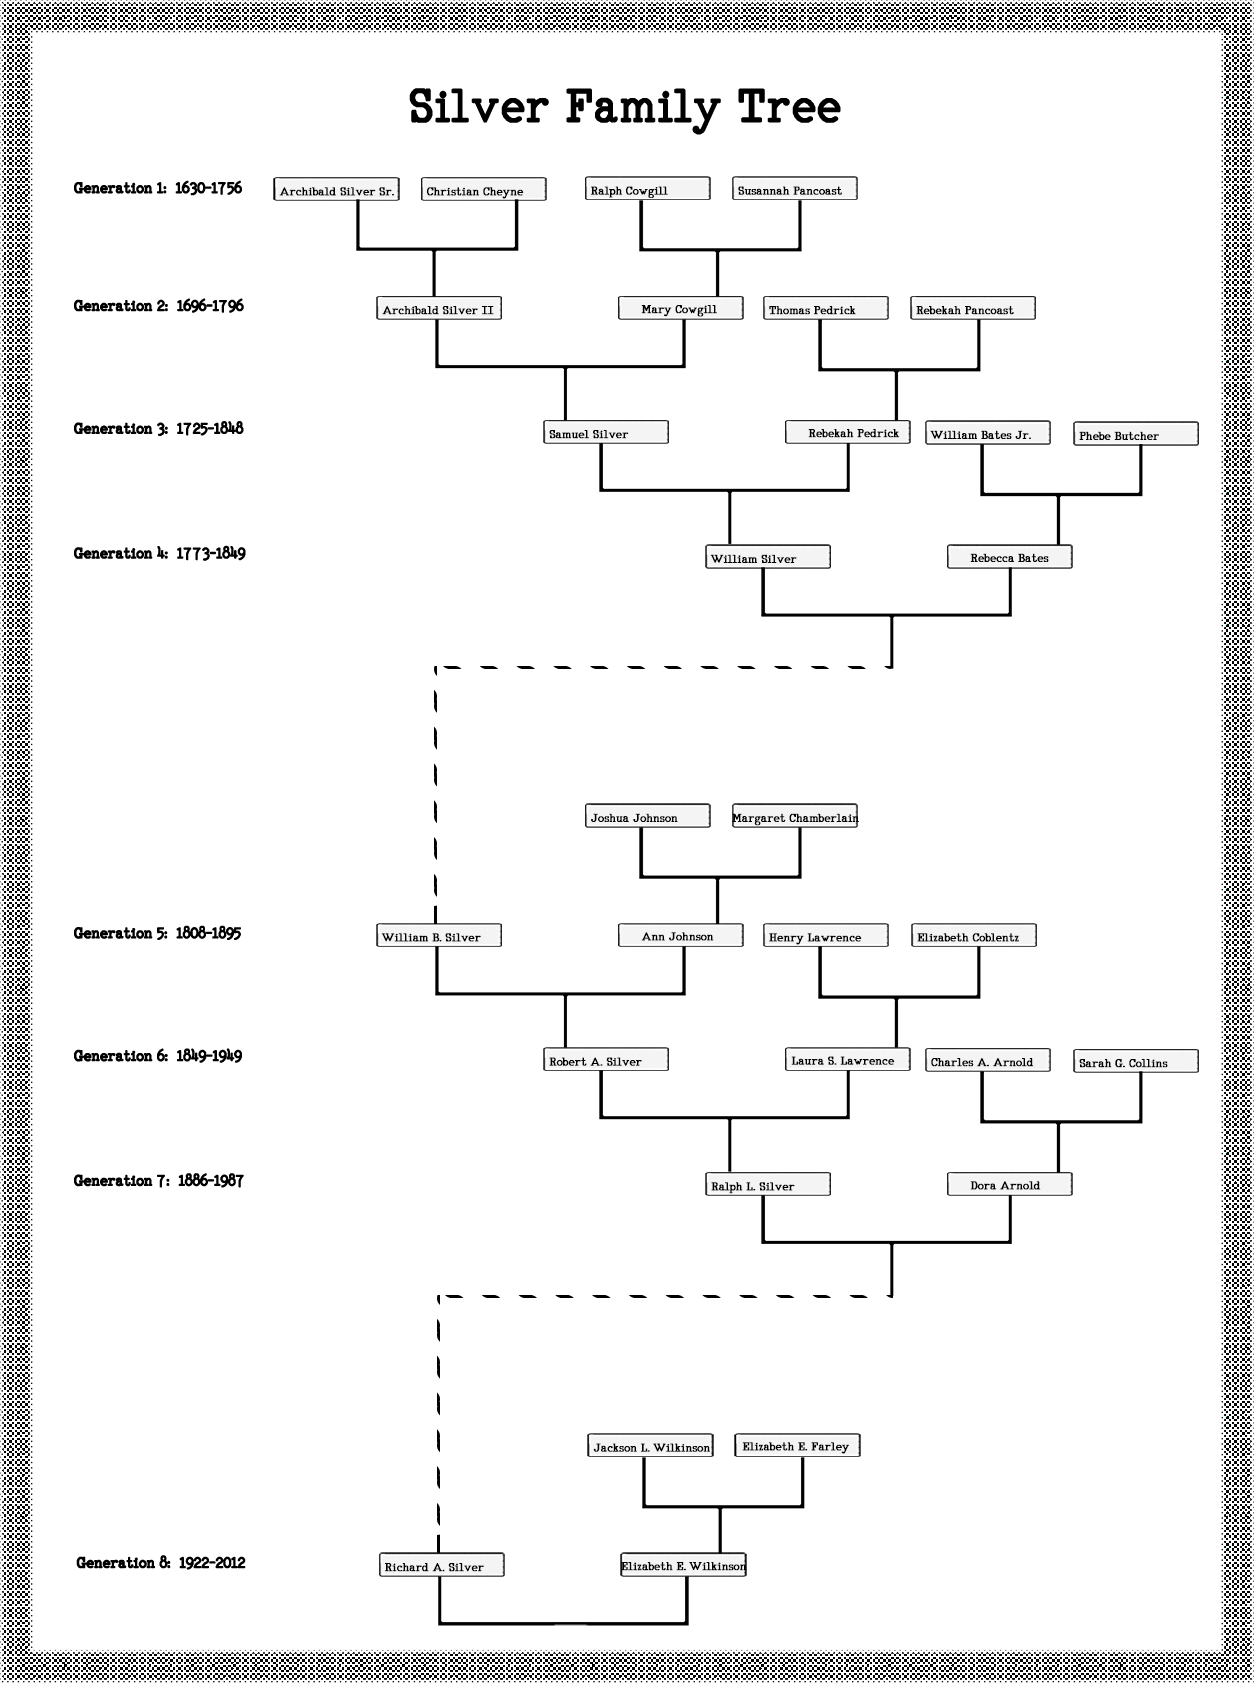 Silver Family Tree
Generation 1: 1630-1756
Archibald Silver Sr.
Christian Cheyne
Ralph Cowgill
Susannah Pancoast
Generation 2: 1696-1796
Archibald Silver II
Mary Cowgill
Thomas Pedrick
Rebekah Pancoast
Generation 3: 1725-1848
Samuel Silver
Rebekah Pedrick
William Bates Jr.
Phebe Butcher
Generation 4: 1773-1849
William Silver
Rebecca Bates
Joshua Johnson
Margaret Chamberlain
Generation 5: 1808-1895
William B. Silver
Ann Johnson
Henry Lawrence
Elizabeth Coblentz
Generation 6: 1849-1949
Robert A. Silver
Laura S. Lawrence
Charles A. Arnold
Sarah G. Collins
Generation 7: 1886-1987
Ralph L. Silver
Dora Arnold
Jackson L. Wilkinson
Elizabeth E. Farley
Generation 8: 1922-2012
Richard A. Silver
Elizabeth E. Wilkinson